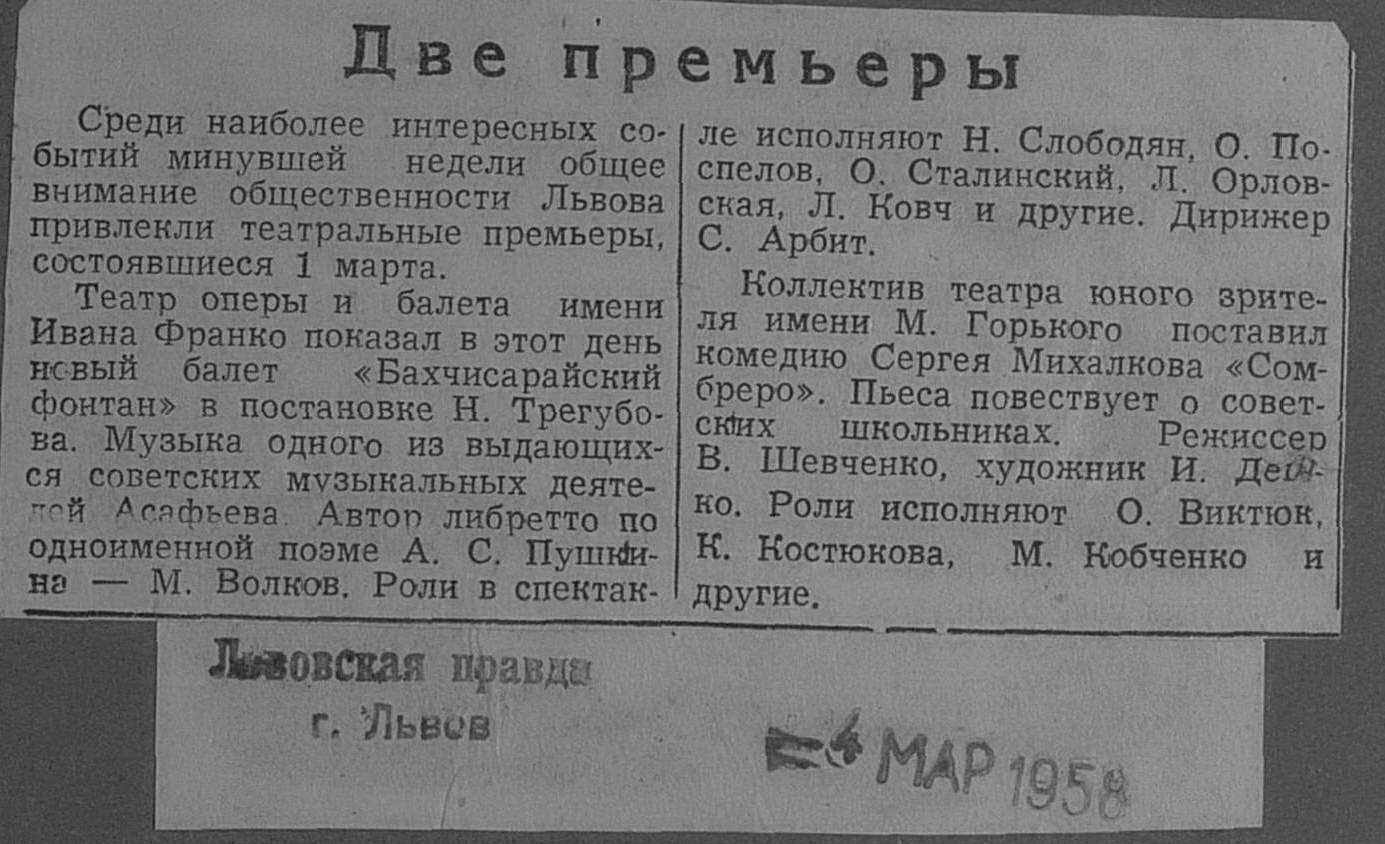 Две премьеры
Среди наиболее интересных со-
бытий минувшей недели общее
внимание общественности Львова
привлекли театральные премьеры,
состоявшиеся 1 марта.
Театр оперы и балета имени
Ивана Франко показал в этот день
новый балет «Бахчисарайский
фонтан» в постановке Н. Трегубо-
ва. Музыка одного из выдающих-
ся советских музыкальных деяте-
лей Асафьева. Автор либретто по
одноименной поэме А. С. Пушки-
на — М. Волков. Роли в спектак-
ле исполняют Н. Слободян, О. По-
спелов, О. Сталинский, Л. Орлов-
ская, Л. Ковч и другие. Дирижер
С. Арбит.
Коллектив театра юного зрите-
ля имени М. Горького поставил
комедию Сергея Михалкова «Сом-
бреро». Пьеса повествует о совет-
ских школьниках. Режиссер
В. Шевченко, художник И.
ко. Роли исполняют О. Виктюк,
К. Костюкова, М. Кобченко и
другие.
Львовская правда
г. Львов
4 МАР 1958